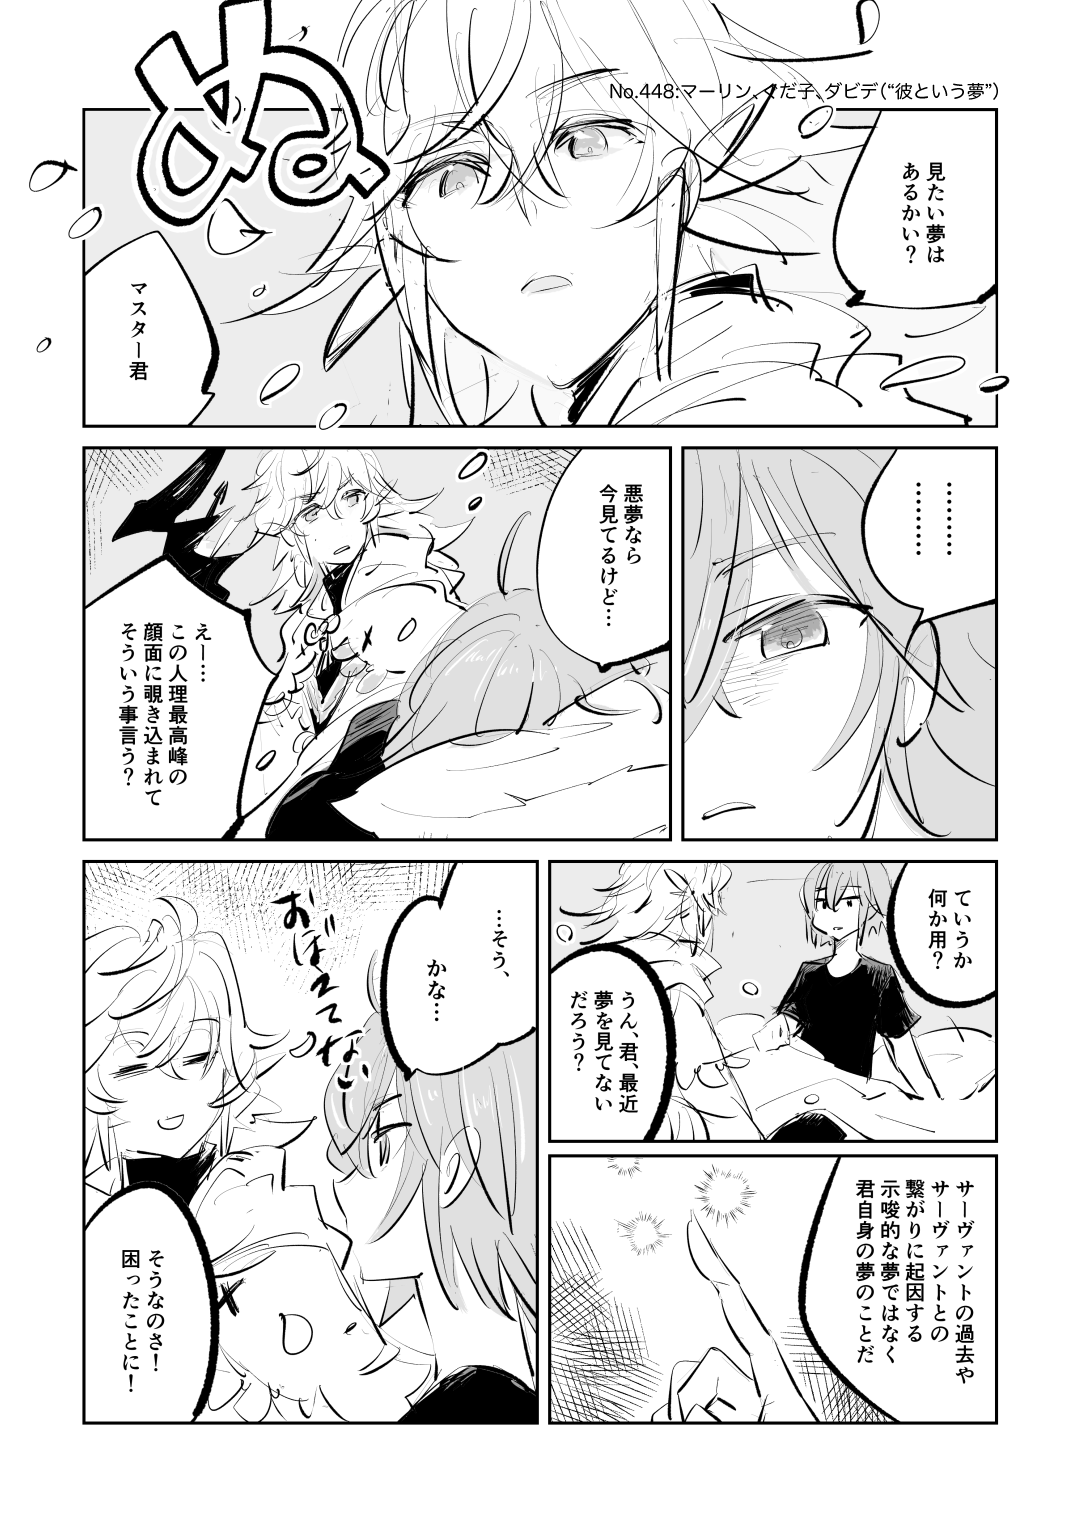 No.448:マーリン、ぐだ子、ダビデ(“彼という夢”)
ぬ
見たい夢は
あるかい?
マスター君
………
………
悪夢なら
今見てるけど…
えー…
この人理最高峰の
顔面に覗き込まれて
そういう事言う?
ていうか
何か用?
うん、君、最近
夢を見てない
だろう?
サーヴァントの過去や
サーヴァントとの
繋がりに起因する
示唆的な夢ではなく
君自身の夢のことだ
…そう、
かな…
おぼえてない
そうなのさ!
困ったことに!